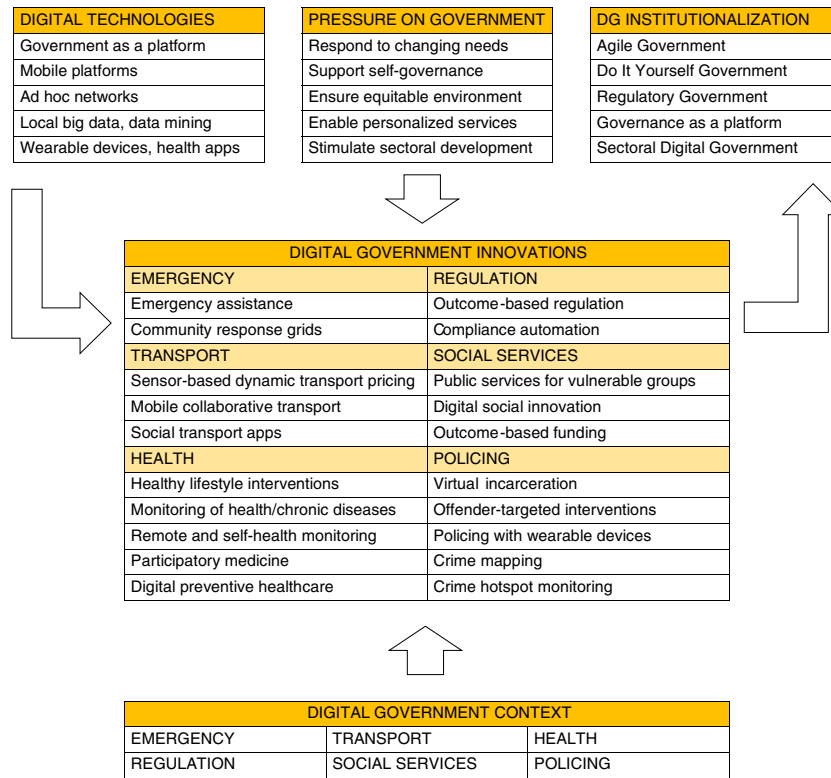 DIGITAL TECHNOLOGIES
Government as a platform
Mobile platforms
Ad hoc networks
Local big data, data mining
Wearable devices, health apps
PRESSURE ON GOVERNMENT
Respond to changing needs
Support self-governance
Ensure equitable environment
Enable personalized services
Stimulate sectoral development
DG INSTITUTIONALIZATION
Agile Government
Do It Yourself Government
Regulatory Government
Governance as a platform
Sectoral Digital Government
DIGITAL GOVERNMENT INNOVATIONS
EMERGENCY REGULATION
Emergency assistance Outcome-based regulation
Community response grids Compliance automation
TRANSPORT SOCIAL SERVICES
Sensor-based dynamic transport pricing Public services for vulnerable groups
Mobile collaborative transport Digital social innovation
Social transport apps Outcome-based funding
HEALTH POLICING
Healthy lifestyle interventions Virtual incarceration
Monitoring of health/chronic diseases Offender-targeted interventions
Remote and self-health monitoring Policing with wearable devices
Participatory medicine Crime mapping
Digital preventive healthcare Crime hotspot monitoring
DIGITAL GOVERNMENT CONTEXT
EMERGENCY TRANSPORT HEALTH
REGULATION SOCIAL SERVICES POLICING